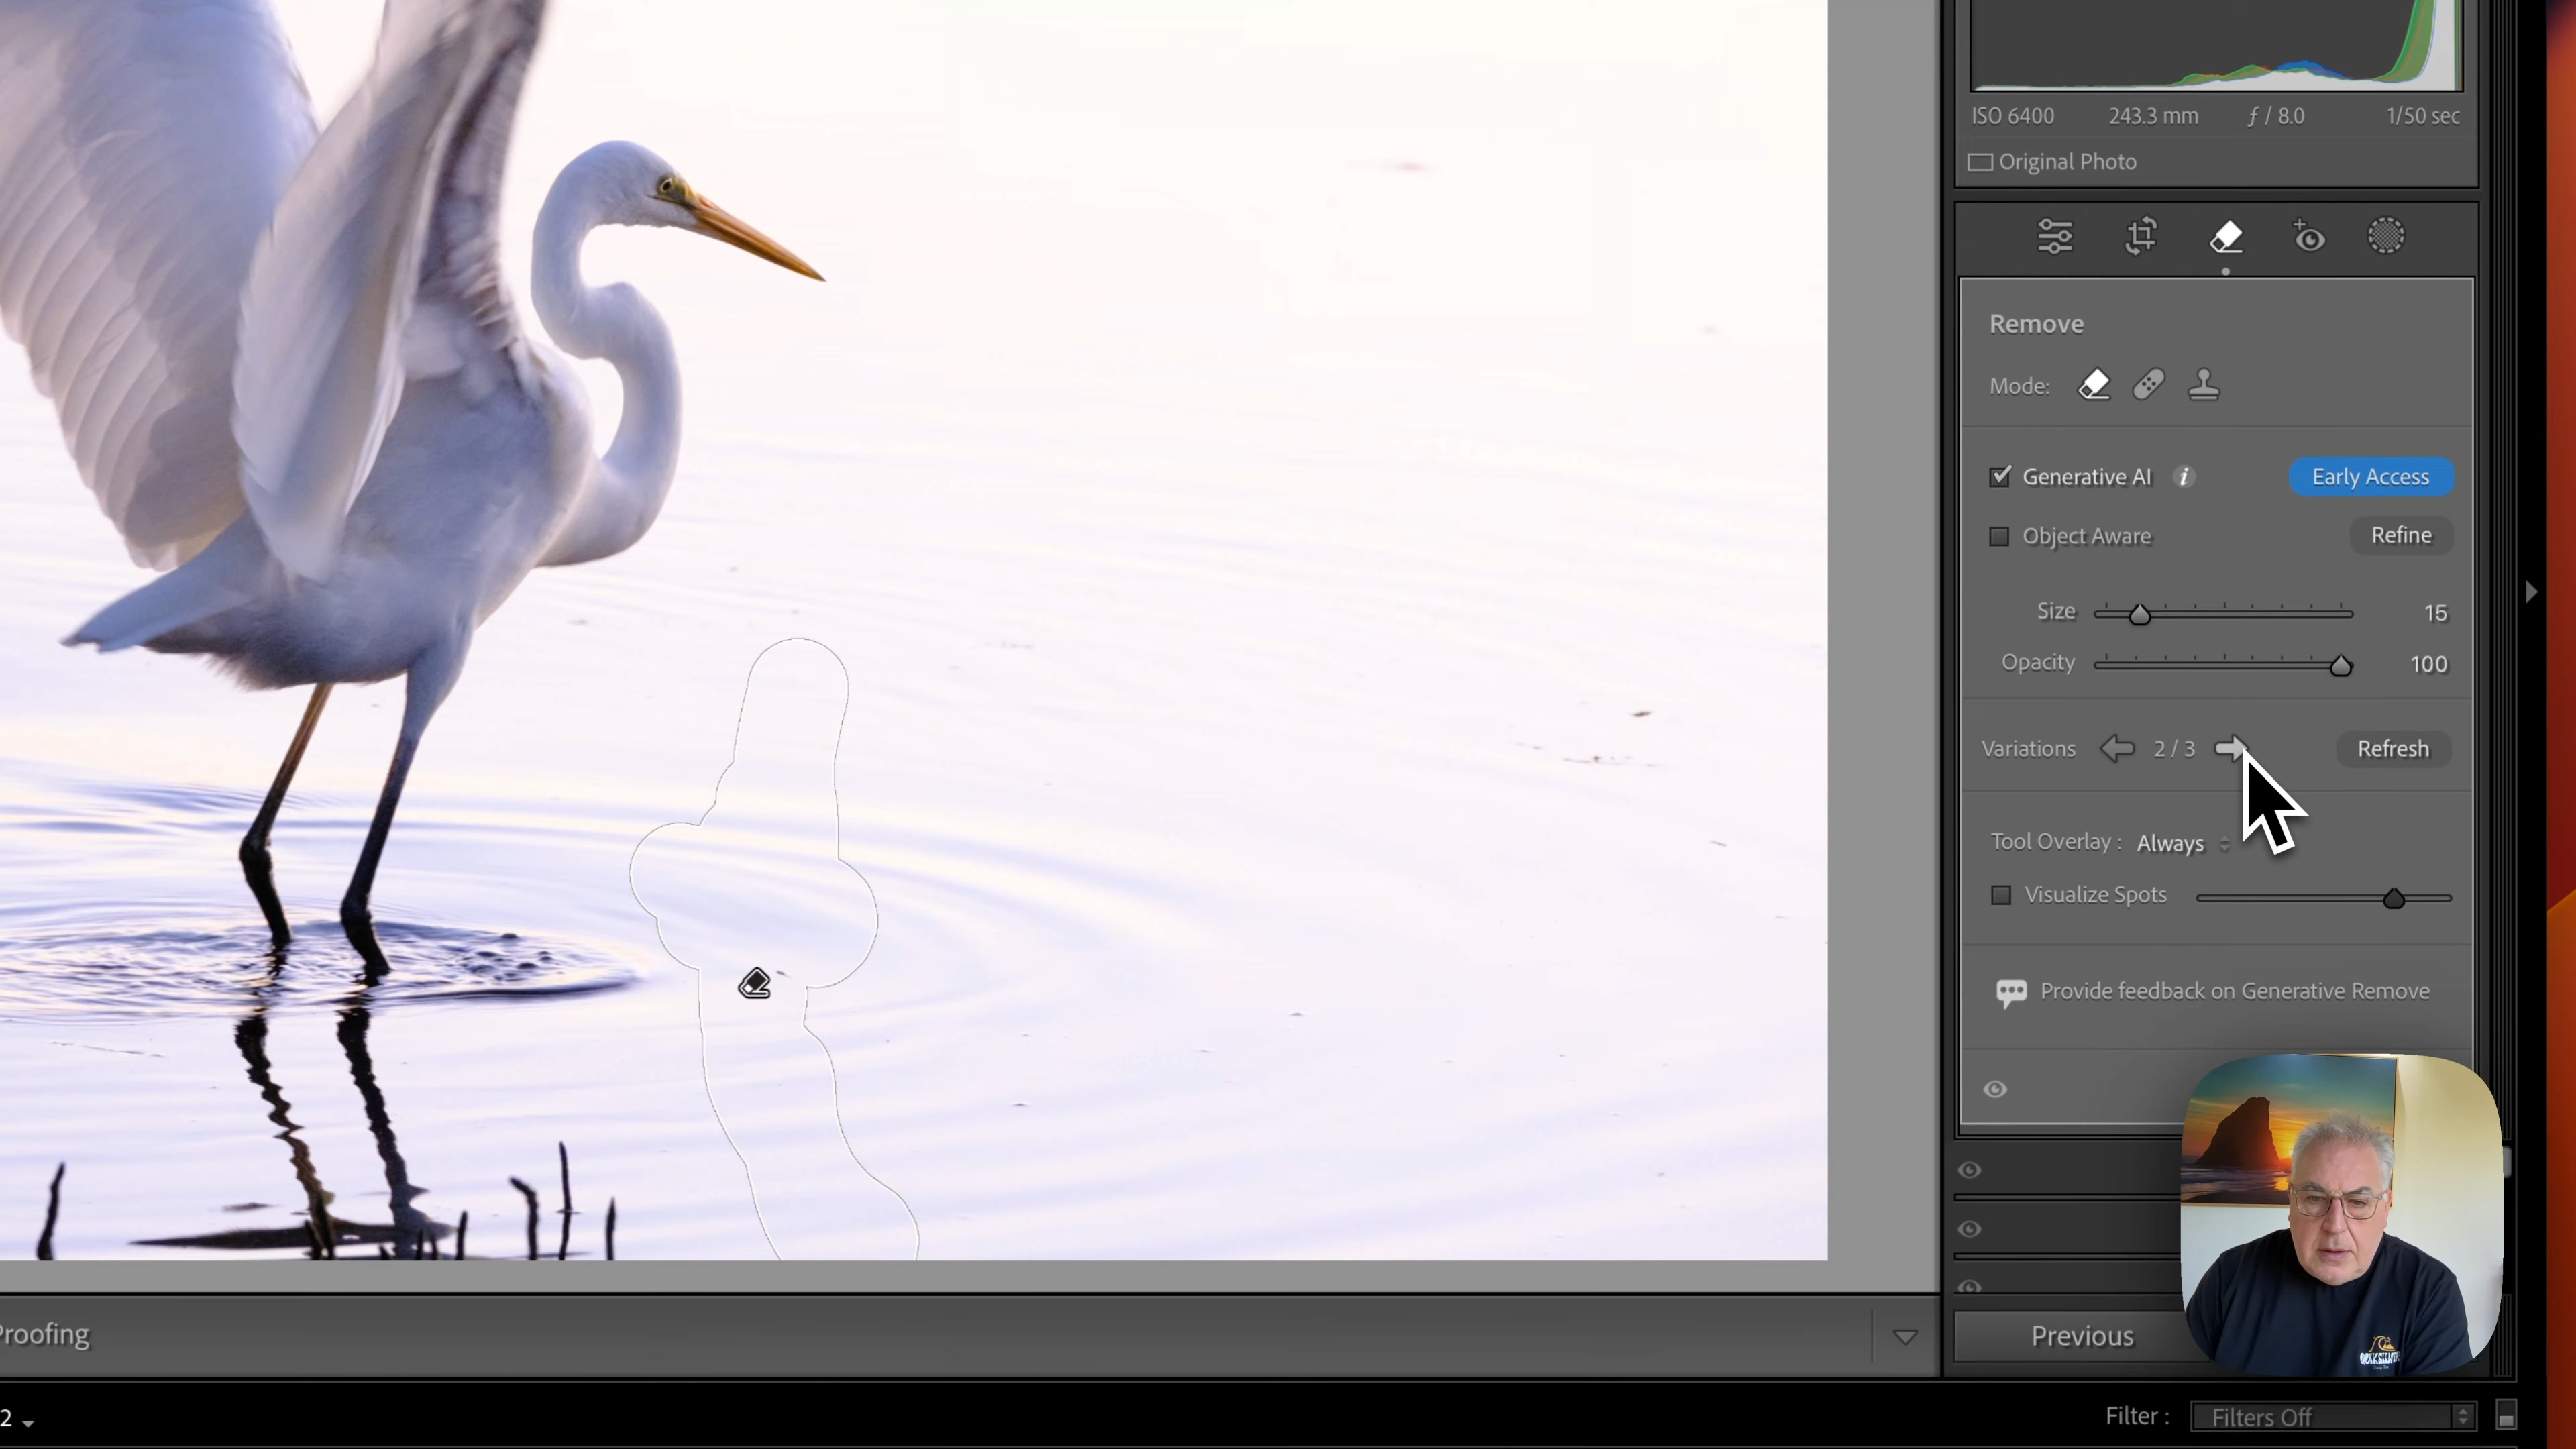 ISO 6400 243.3 mm ƒ / 8.0 1/50 sec
Original Photo
Remove
Mode:
Generative AI i Early Access
Object Aware Refine
Size 15
Opacity 100
Variations 2 / 3 Refresh
Tool Overlay : Always
Visualize Spots
Provide feedback on Generative Remove
Proofing
Previous
QUIKSILVER
2
Filter : Filters Off